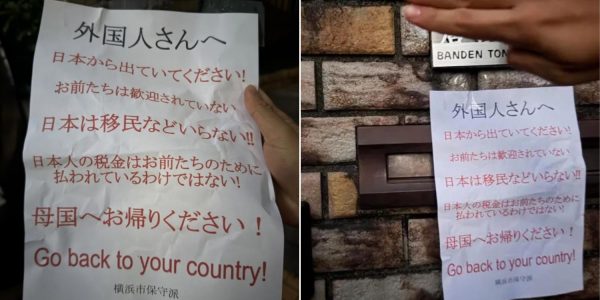 外国人さんへ
日本から出ていてください!
お前たちは歓迎されていない
日本は移民などいらない!!
日本人の税金はお前たちのために
払われているわけではない!
母国へお帰りください!
Go back to your country!
横浜市保守派
BANDEN TON
外国人さんへ
日本から出ていてください!
お前たちは歓迎されていない
日本は移民などいらない!!
日本人の税金はお前たちのために
払われているわけではない!
母国へお帰りください!
Go back to your country!
横浜市保守派